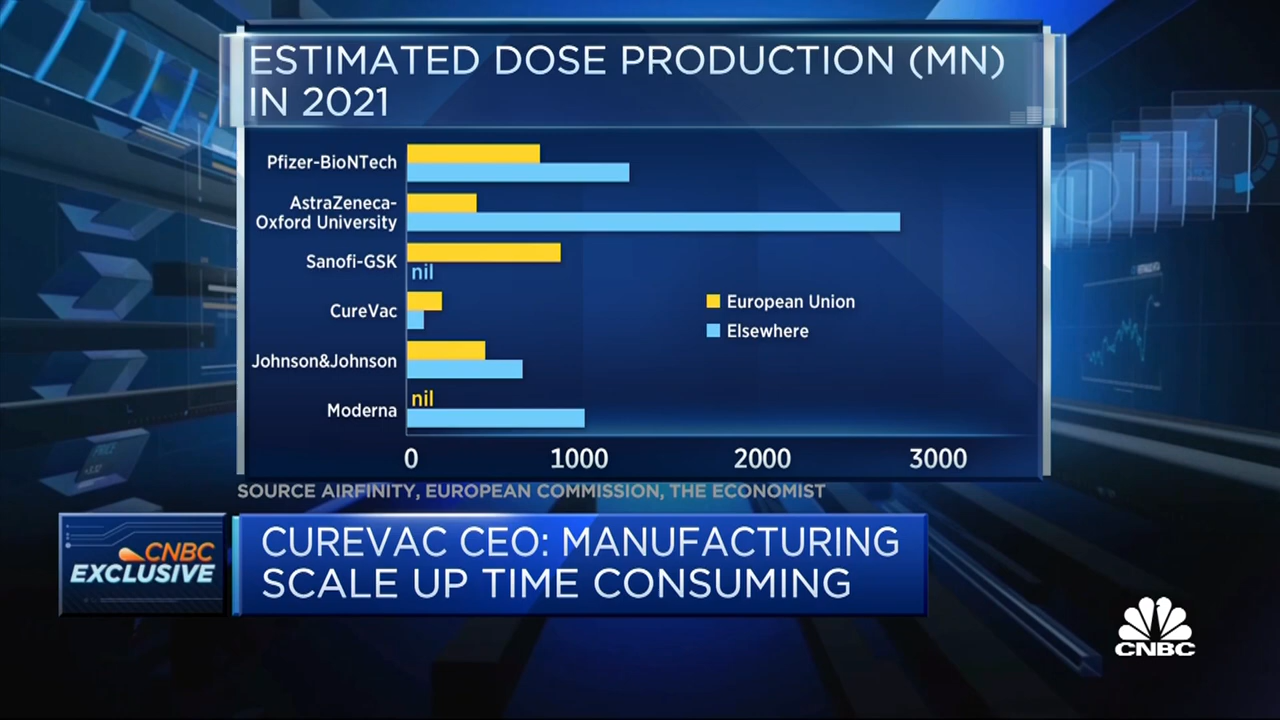 ESTIMATED DOSE PRODUCTION (MN)
IN 2021
Pfizer-BioNTech
AstraZeneca-
Oxford University
Sanofi-GSK
nil
CureVac
European Union
Elsewhere
Johnson&Johnson
nil
Moderna
0 1000 2000 3000
SOURCE AIRFINITY, EUROPEAN COMMISSION, THE ECONOMIST
CNBC
EXCLUSIVE
CUREVAC CEO: MANUFACTURING
SCALE UP TIME CONSUMING
CNBC